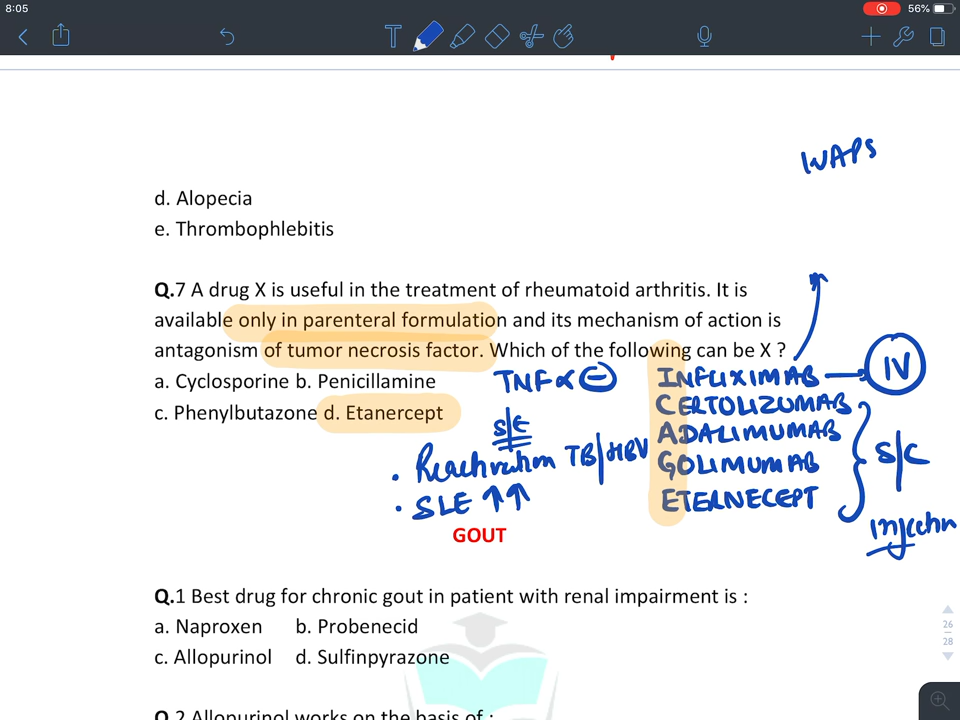 8:05
56%
T
WAPS
d. Alopecia
e. Thrombophlebitis
Q.7 A drug X is useful in the treatment of rheumatoid arthritis. It is
available only in parenteral formulation and its mechanism of action is
antagonism of tumor necrosis factor. Which of the following can be X ?
a. Cyclosporine b. Penicillamine
c. Phenylbutazone d. Etanercept
TNFα ⊖
S/C
• Reactivation TB/HBV
• SLE ↑↑
INFLIXIMAB → IV
CERTOLIZUMAB
ADALIMUMAB
GOLIMUMAB
ETERNECEPT
S/C
Injectn
GOUT
Q.1 Best drug for chronic gout in patient with renal impairment is :
a. Naproxen b. Probenecid
c. Allopurinol d. Sulfinpyrazone
26
28
Q.2 Allopurinol works on the basis of :